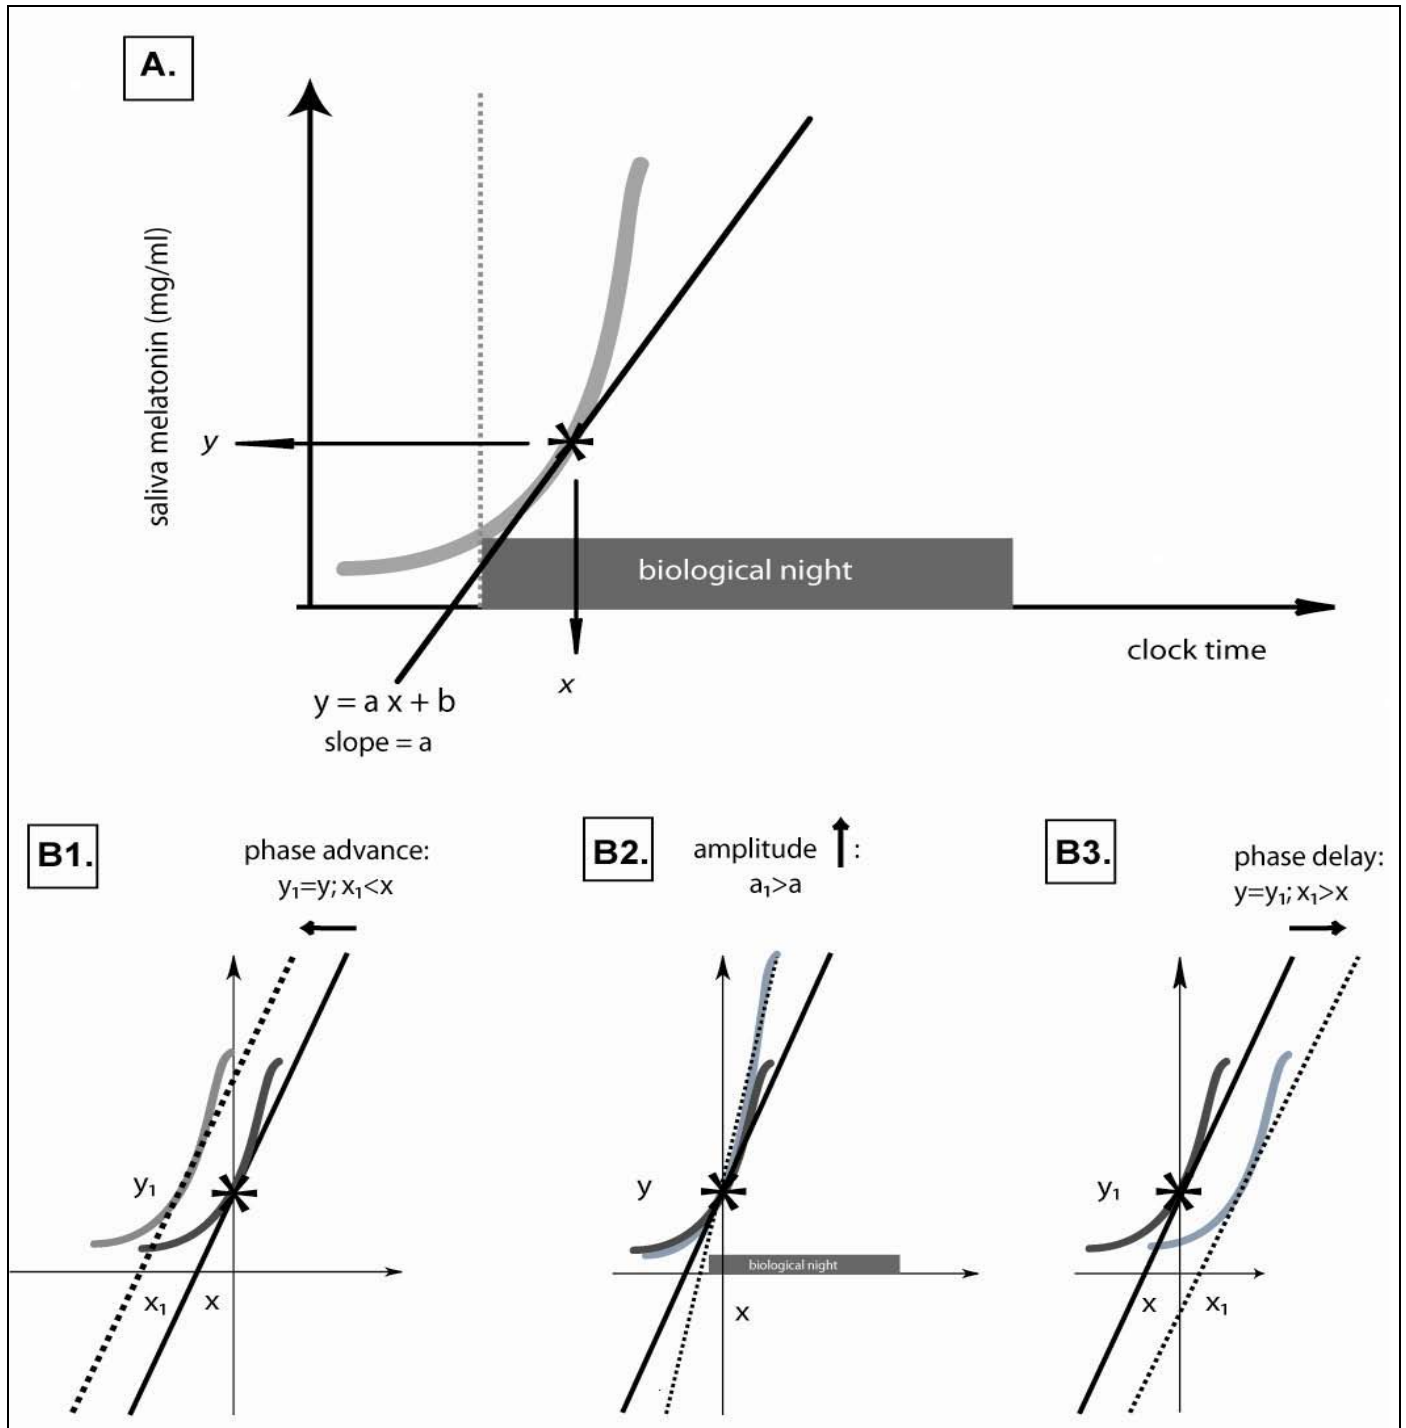 A.
saliva melatonin (mg/ml)
y
biological night
clock time
x
y = a x + b
slope = a
B1.
phase advance:
y₁=y; x₁<x
y₁
x₁ x
B2.
amplitude ↑:
a₁>a
y
biological night
x
B3.
phase delay:
y=y₁; x₁>x
y₁
x x₁